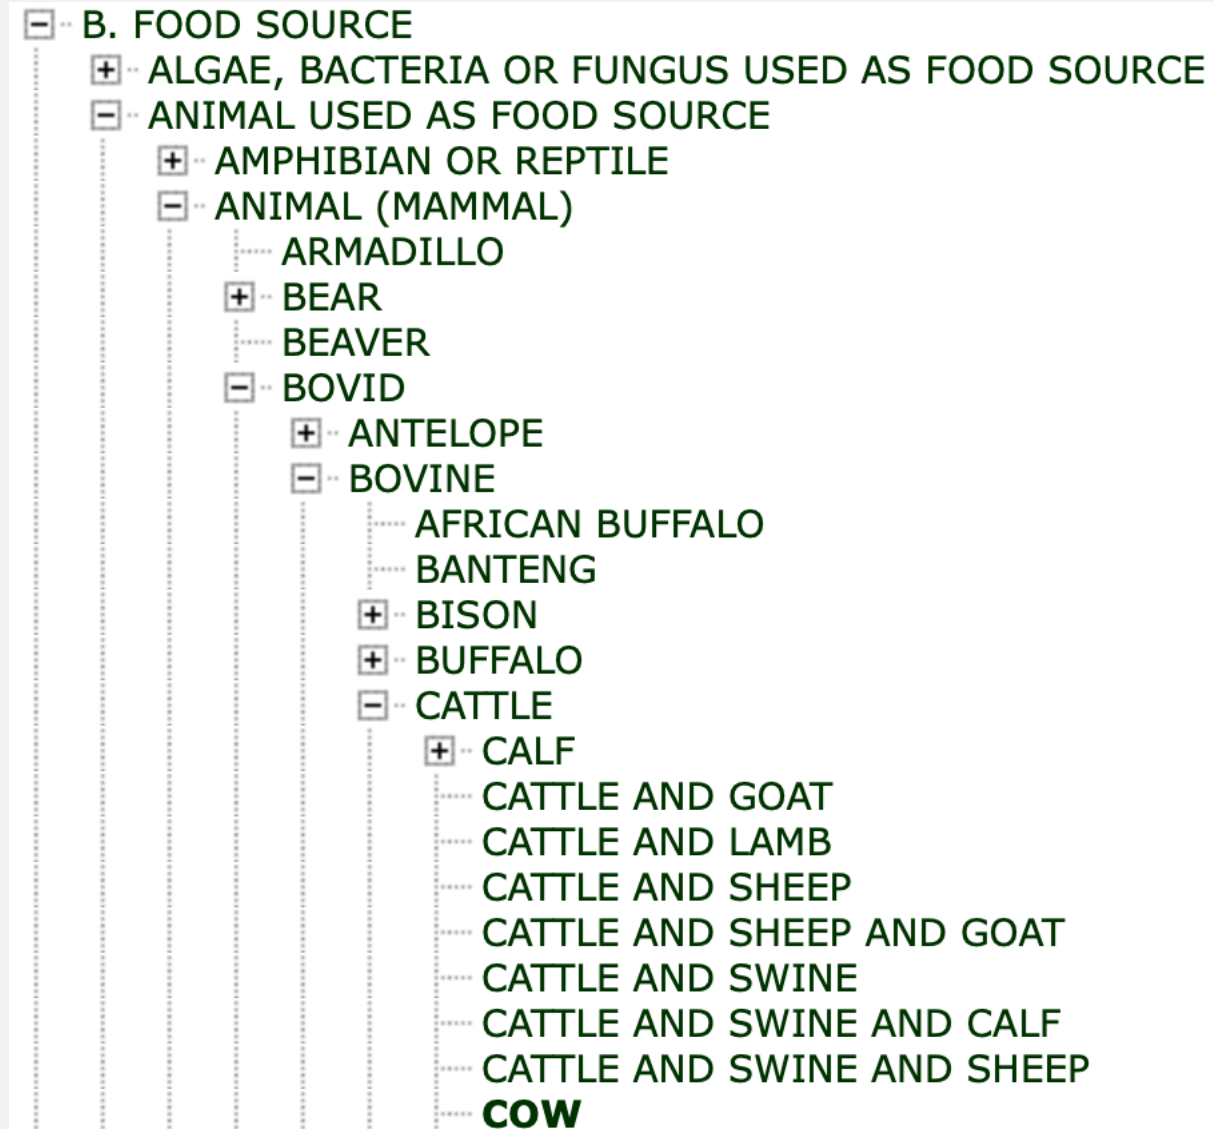 B. FOOD SOURCE
ALGAE, BACTERIA OR FUNGUS USED AS FOOD SOURCE
ANIMAL USED AS FOOD SOURCE
AMPHIBIAN OR REPTILE
ANIMAL (MAMMAL)
ARMADILLO
BEAR
BEAVER
BOVID
ANTELOPE
BOVINE
AFRICAN BUFFALO
BANTENG
BISON
BUFFALO
CATTLE
CALF
CATTLE AND GOAT
CATTLE AND LAMB
CATTLE AND SHEEP
CATTLE AND SHEEP AND GOAT
CATTLE AND SWINE
CATTLE AND SWINE AND CALF
CATTLE AND SWINE AND SHEEP
COW